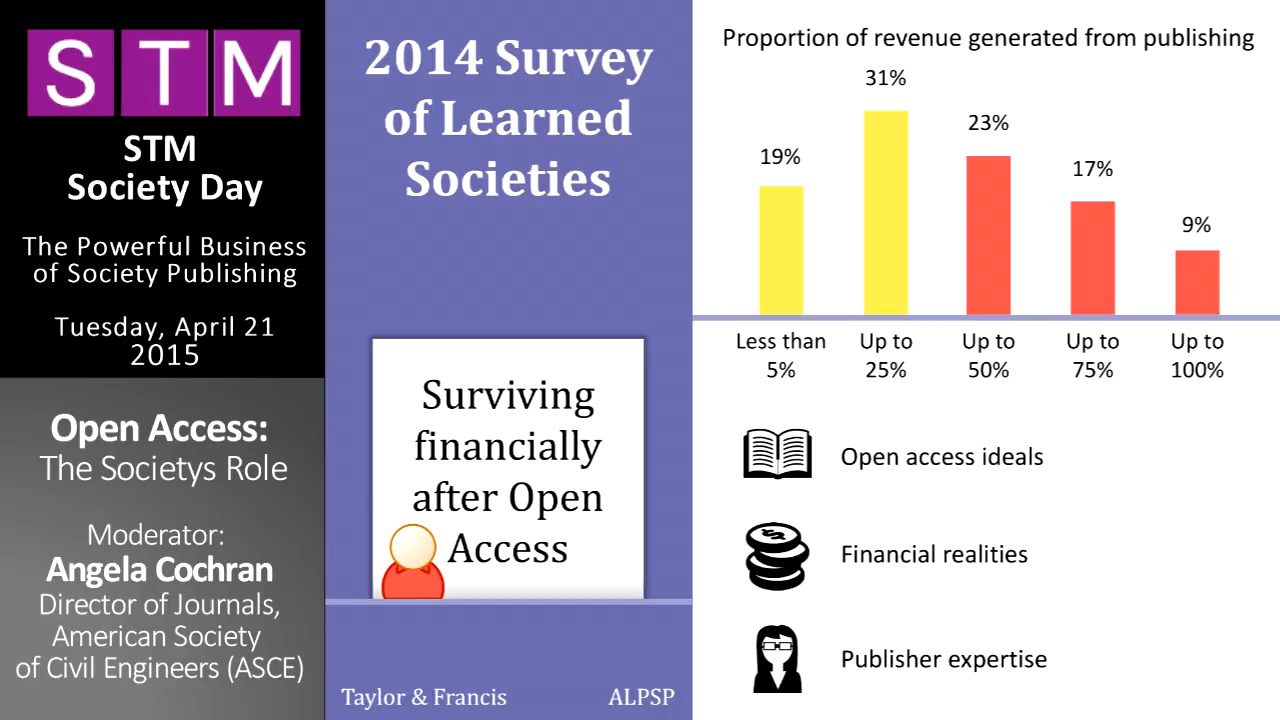 STM
STM
Society Day
The Powerful Business
of Society Publishing
Tuesday, April 21
2015
Open Access:
The Societys Role
Moderator:
Angela Cochran
Director of Journals,
American Society
of Civil Engineers (ASCE)
2014 Survey
of Learned
Societies
Surviving
financially
after Open
Access
Taylor & Francis ALPSP
Proportion of revenue generated from publishing
19% 31% 23% 17% 9%
Less than Up to Up to Up to Up to
5% 25% 50% 75% 100%
Open access ideals
Financial realities
Publisher expertise